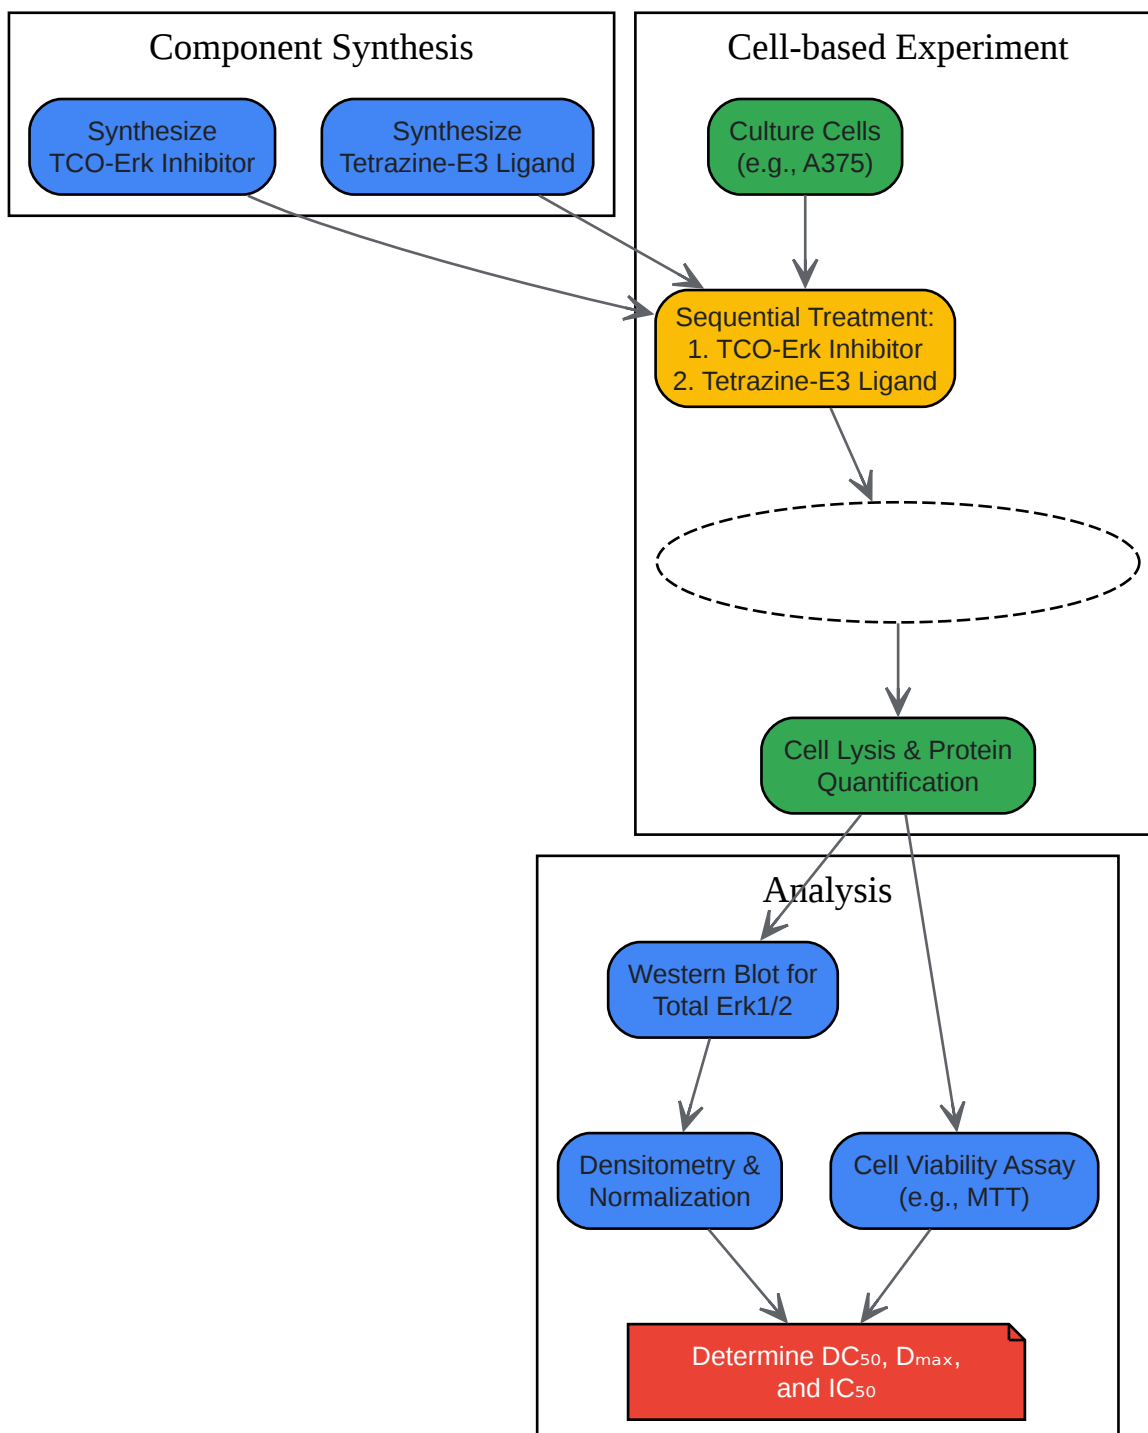 Component Synthesis
Synthesize
TCO-Erk Inhibitor
Synthesize
Tetrazine-E3 Ligand
Cell-based Experiment
Culture Cells
(e.g., A375)
Sequential Treatment:
1. TCO-Erk Inhibitor
2. Tetrazine-E3 Ligand
Cell Lysis & Protein
Quantification
Analysis
Western Blot for
Total Erk1/2
Densitometry &
Normalization
Cell Viability Assay
(e.g., MTT)
Determine DC₅₀, Dₘₐₓ,
and IC₅₀